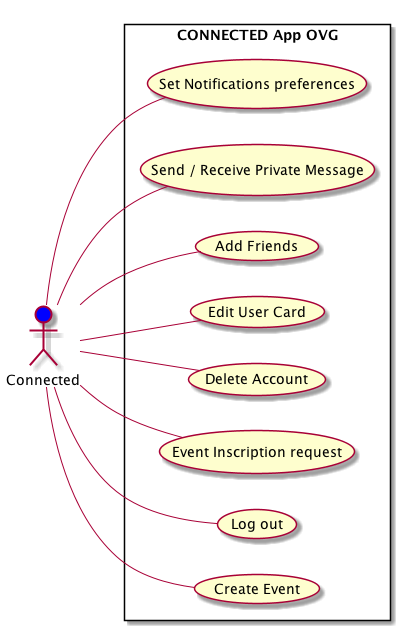 CONNECTED App OVG
Set Notifications preferences
Send / Receive Private Message
Add Friends
Edit User Card
Connected
Delete Account
Event Inscription request
Log out
Create Event